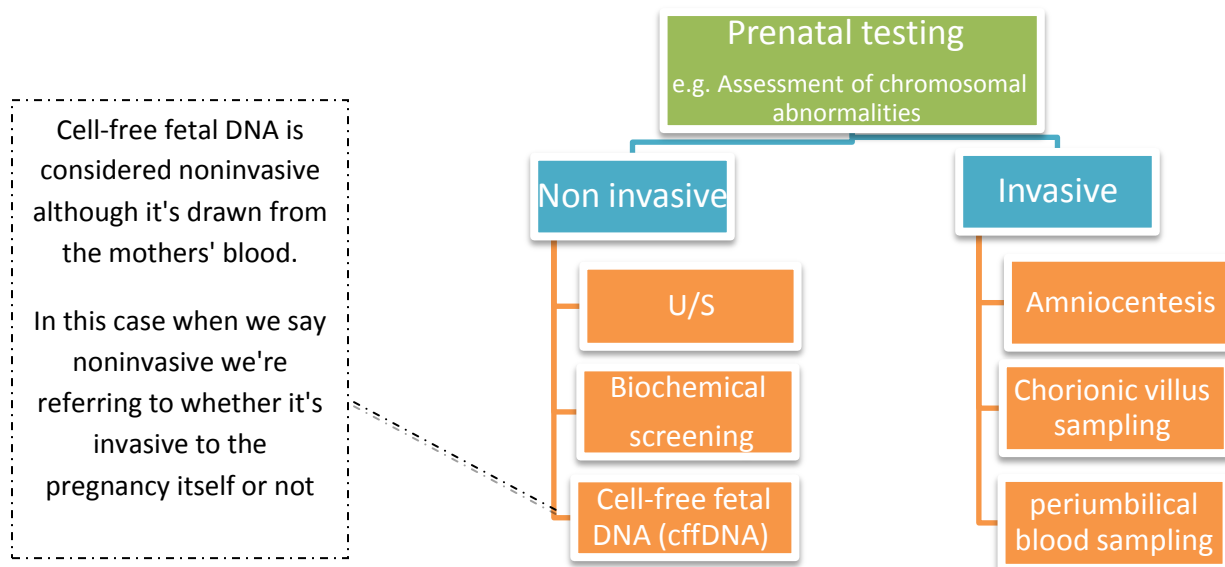 Prenatal testing
e.g. Assessment of chromosomal
abnormalities
Cell-free fetal DNA is
considered noninvasive
although it's drawn from
the mothers' blood.
In this case when we say
noninvasive we're
referring to whether it's
invasive to the
pregnancy itself or not
Non invasive
U/S
Biochemical
screening
Cell-free fetal
DNA (cffDNA)
Invasive
Amniocentesis
Chorionic villus
sampling
periumbilical
blood sampling